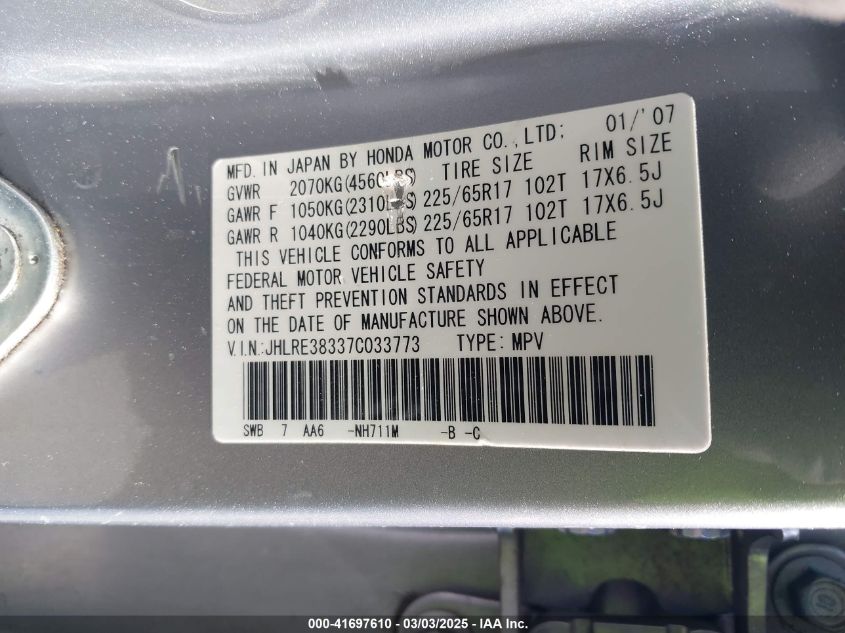 MFD. IN JAPAN BY HONDA MOTOR CO.,LTD; 01/'07
GVWR 2070KG(4560LBS) TIRE SIZE RIM SIZE
GAWR F 1050KG(2310LBS) 225/65R17 102T 17X6.5J
GAWR R 1040KG(2290LBS) 225/65R17 102T 17X6.5J
THIS VEHICLE CONFORMS TO ALL APPLICABLE
FEDERAL MOTOR VEHICLE SAFETY
AND THEFT PREVENTION STANDARDS IN EFFECT
ON THE DATE OF MANUFACTURE SHOWN ABOVE.
V.I.N.:JHLRE38337C033773 TYPE: MPV
SWB 7 AA6 -NH711M -B -C
000-41697610 - 03/03/2025 - © IAA, Inc.